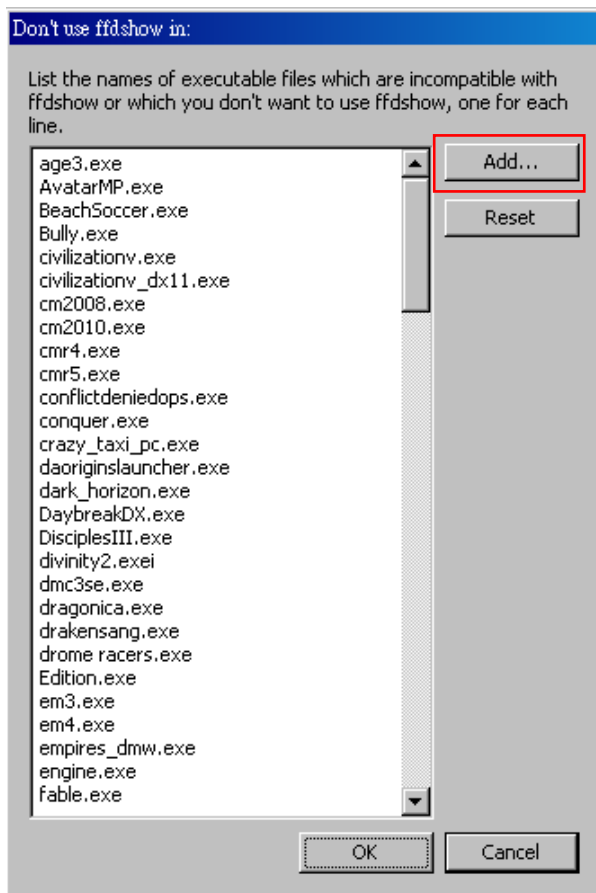 Don't use ffdshow in:
List the names of executable files which are incompatible with
ffdshow or which you don't want to use ffdshow, one for each
line.
age3.exe
AvatarMP.exe
BeachSoccer.exe
Bully.exe
civilizationv.exe
civilizationv_dx11.exe
cm2008.exe
cm2010.exe
cmr4.exe
cmr5.exe
conflictdeniedops.exe
conquer.exe
crazy_taxi_pc.exe
daoriginslauncher.exe
dark_horizon.exe
DaybreakDX.exe
DisciplesIII.exe
divinity2.exei
dmc3se.exe
dragonica.exe
drakensang.exe
drome racers.exe
Edition.exe
em3.exe
em4.exe
empires_dmw.exe
engine.exe
fable.exe
Add...
Reset
OK
Cancel